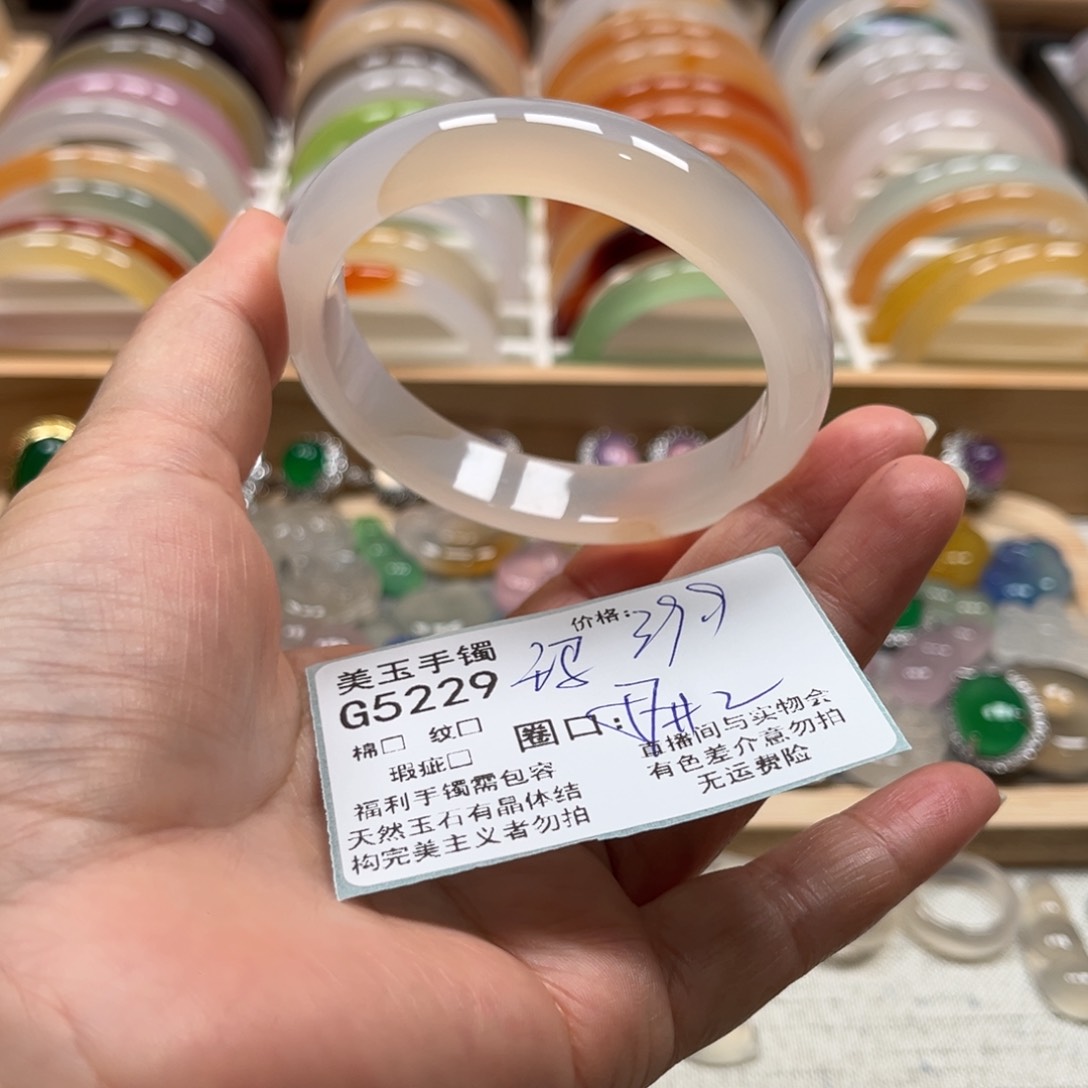 价格:399
美玉手镯
G5229
棉□ 纹□
圈口:
瑕疵□
福利手镯需包容
天然玉石有晶体结
构完美主义者勿拍
直播间与实物会
有色差介意勿拍
无运费险